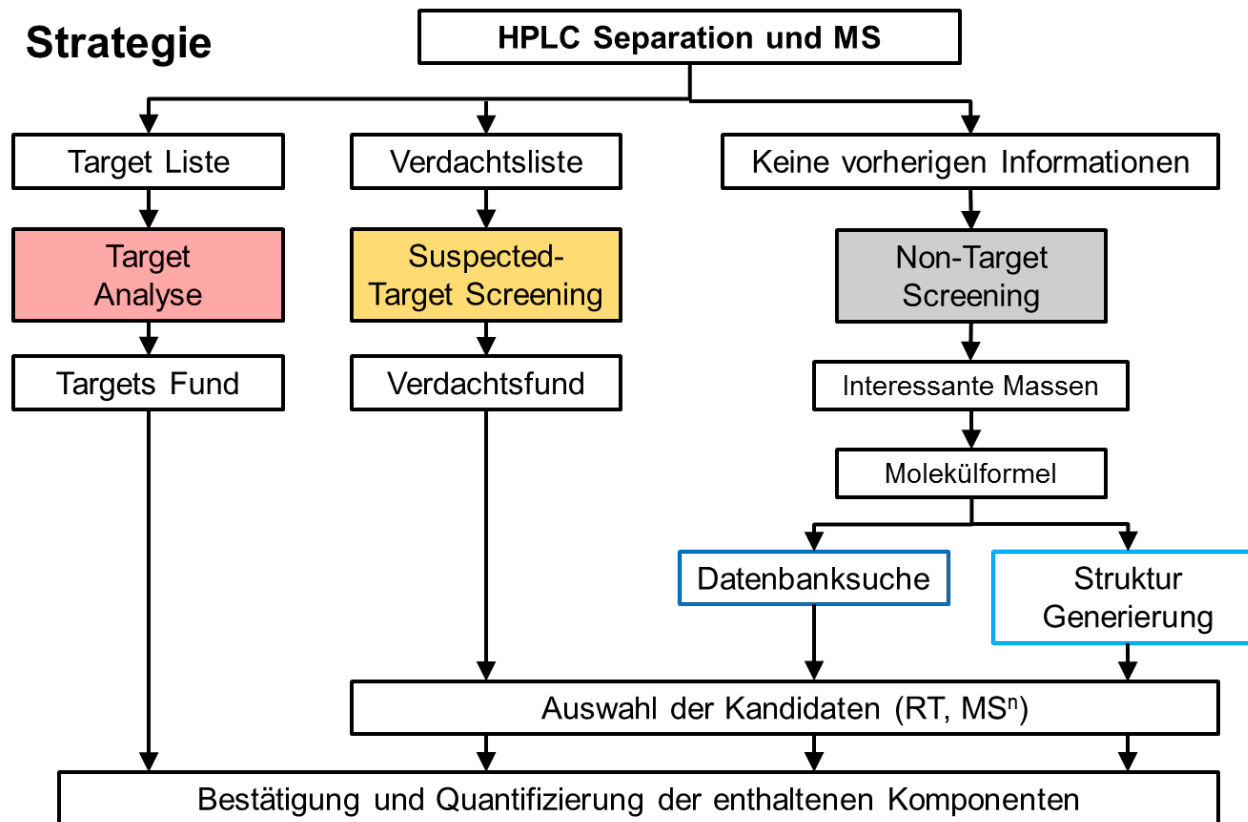 Strategie
HPLC Separation und MS
Target Liste
Verdachtsliste
Keine vorherigen Informationen
Target
Analyse
Suspected-
Target Screening
Non-Target
Screening
Targets Fund
Verdachtsfund
Interessante Massen
Molekülformel
Datenbanksuche
Struktur
Generierung
Auswahl der Kandidaten (RT, MSⁿ)
Bestätigung und Quantifizierung der enthaltenen Komponenten